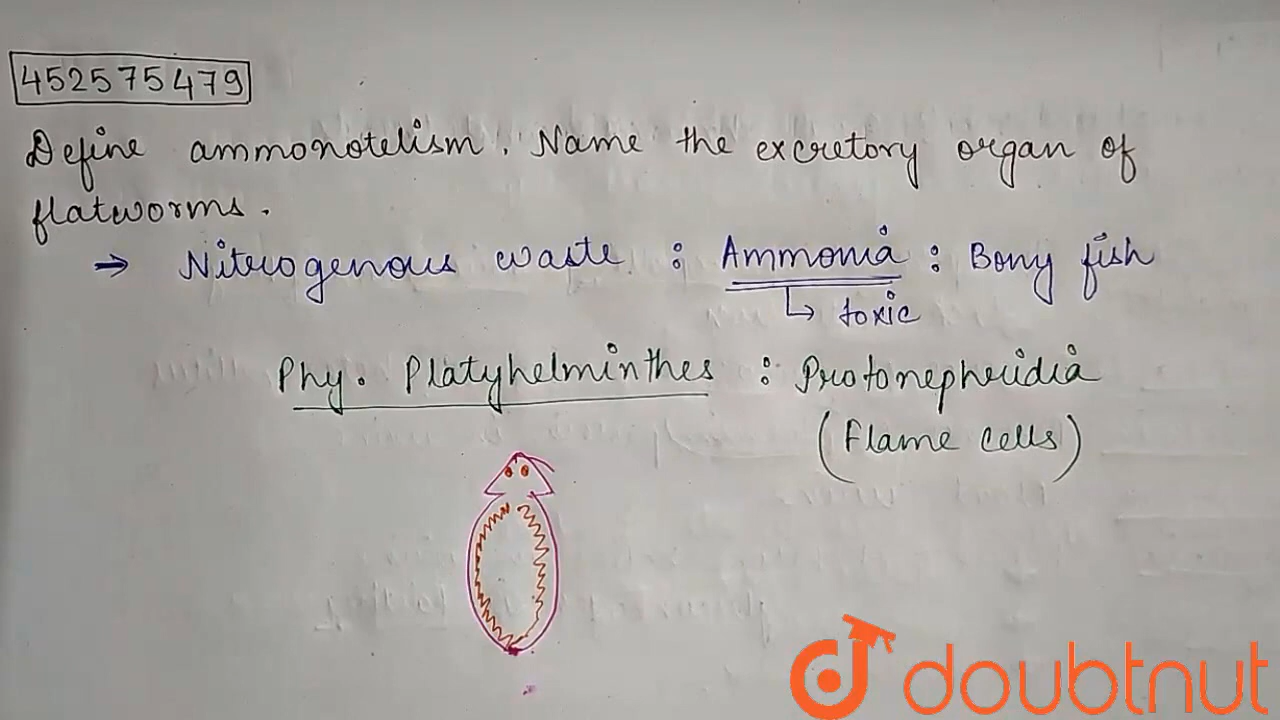 452575479
Define ammonotelism. Name the excretory organ of
flatworms.
→ Nitrogenous waste : Ammonia : Bony fish
↳ toxic
Phy. Platyhelminthes : Protonephridia
(Flame cells)
doubtnut